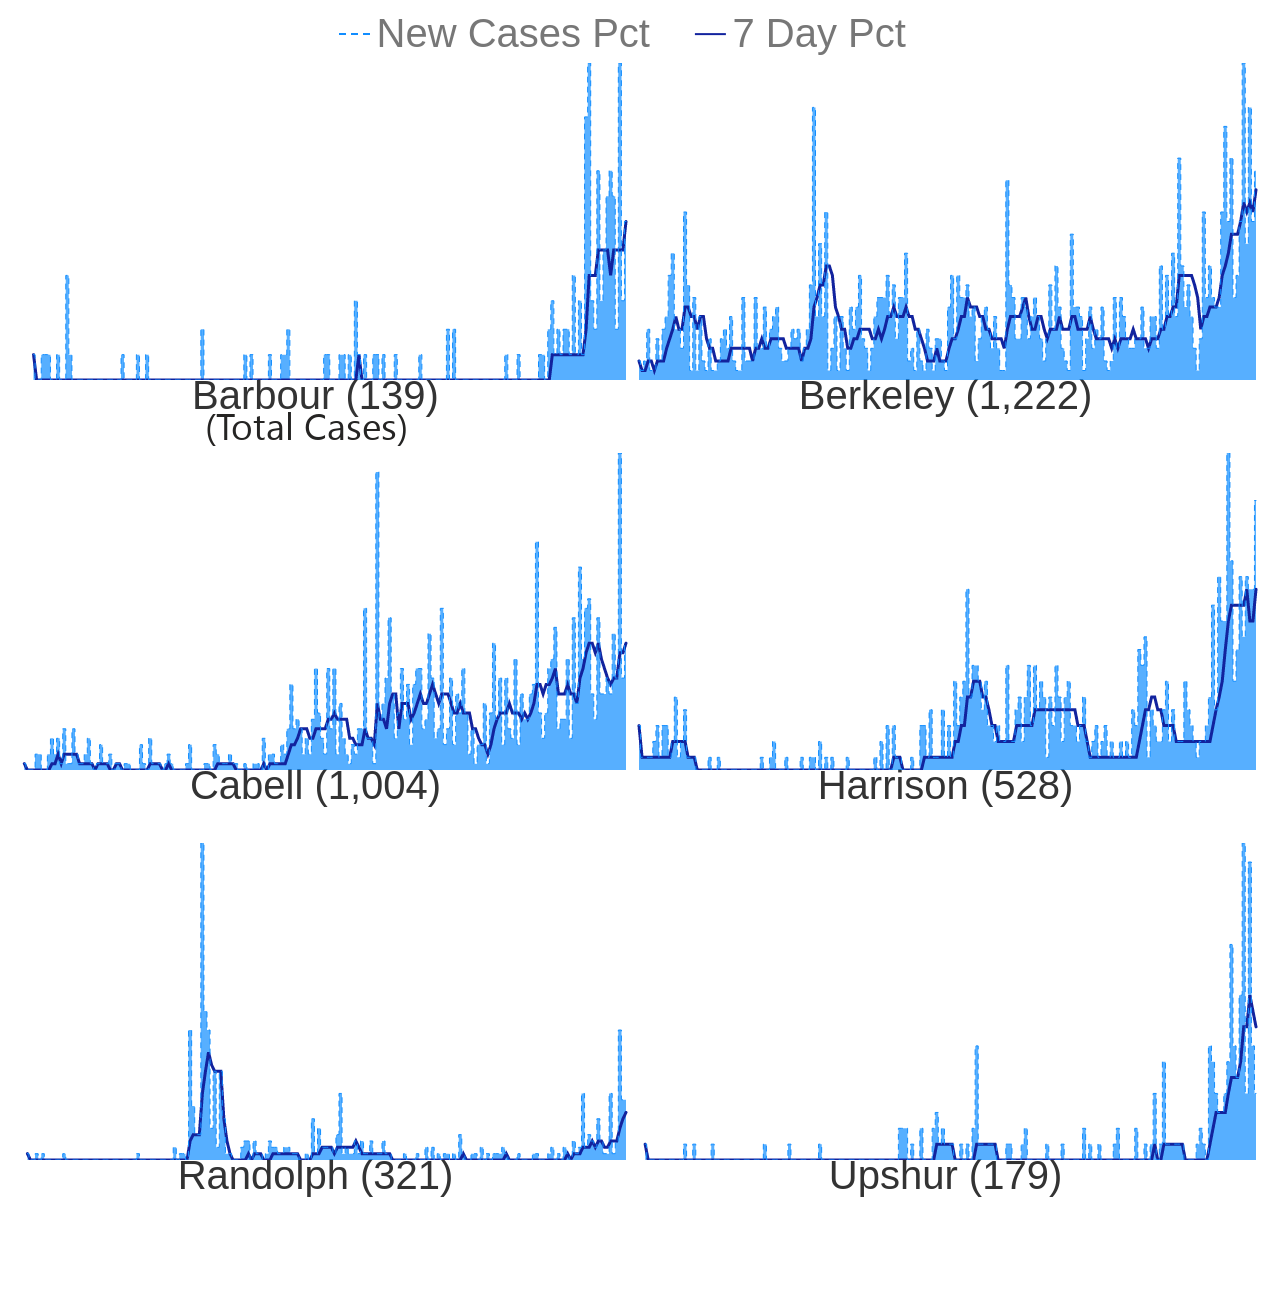 New Cases Pct 7 Day Pct
Barbour (139) Berkeley (1,222)
(Total Cases)
Cabell (1,004) Harrison (528)
Randolph (321) Upshur (179)